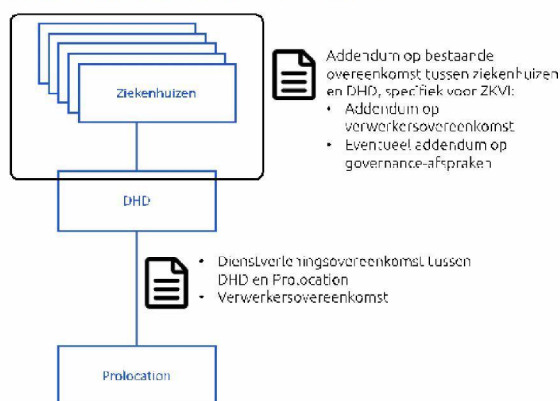 Ziekenhuizen
Addendum op bestaande
overeenkomst tussen ziekenhuizen
en DHD, specifiek voor ZKVI:
• Addendum op
verwerkersovereenkomst
• Eventueel addendum op
governance-afspraken
DHD
• Dienstverleningsovereenkomst tussen
DHD en Prolocation
• Verwerkersovereenkomst
Prolocation